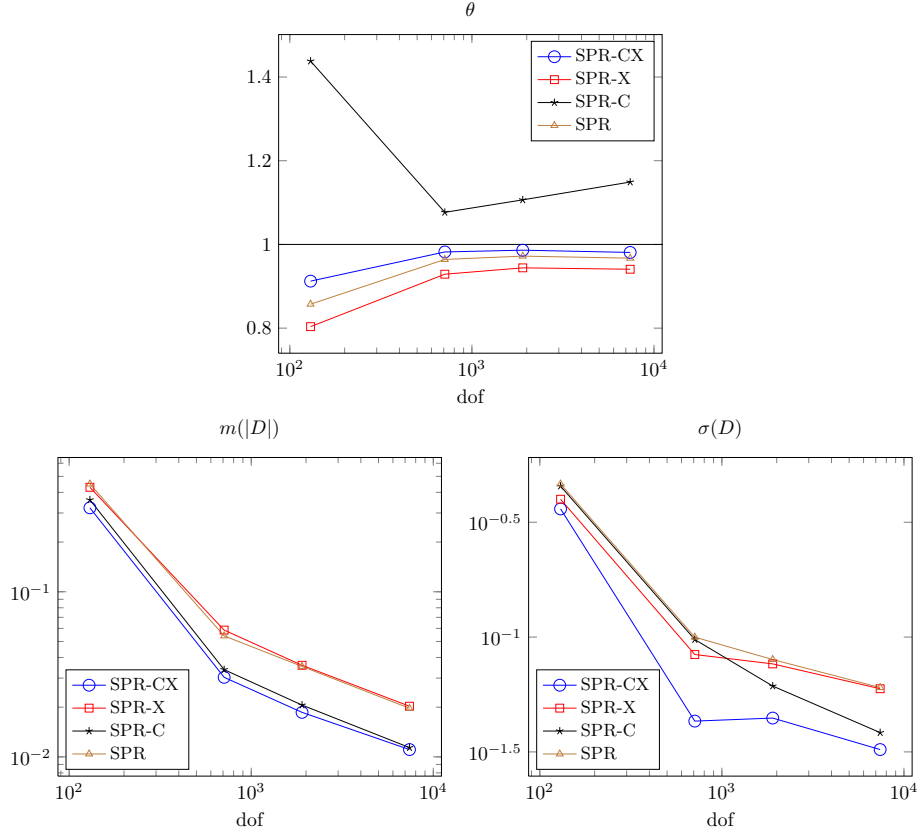 θ
1.4
1.2
1
0.8
10^2
10^3
10^4
dof
SPR-CX
SPR-X
SPR-C
SPR
m(|D|)
10^−1
10^−2
10^2
10^3
10^4
dof
SPR-CX
SPR-X
SPR-C
SPR
σ(D)
10^−0.5
10^−1
10^−1.5
10^2
10^3
10^4
dof
SPR-CX
SPR-X
SPR-C
SPR